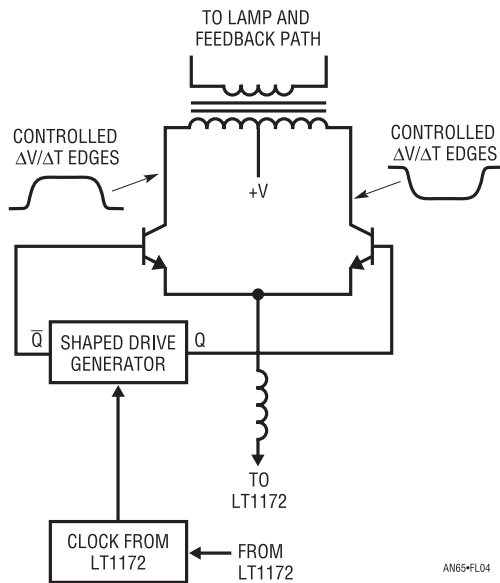 TO LAMP AND
FEEDBACK PATH
CONTROLLED
ΔV/ΔT EDGES
CONTROLLED
ΔV/ΔT EDGES
+V
Q̅
SHAPED DRIVE
GENERATOR
Q
TO
LT1172
CLOCK FROM
LT1172
FROM
LT1172
AN65•FL04